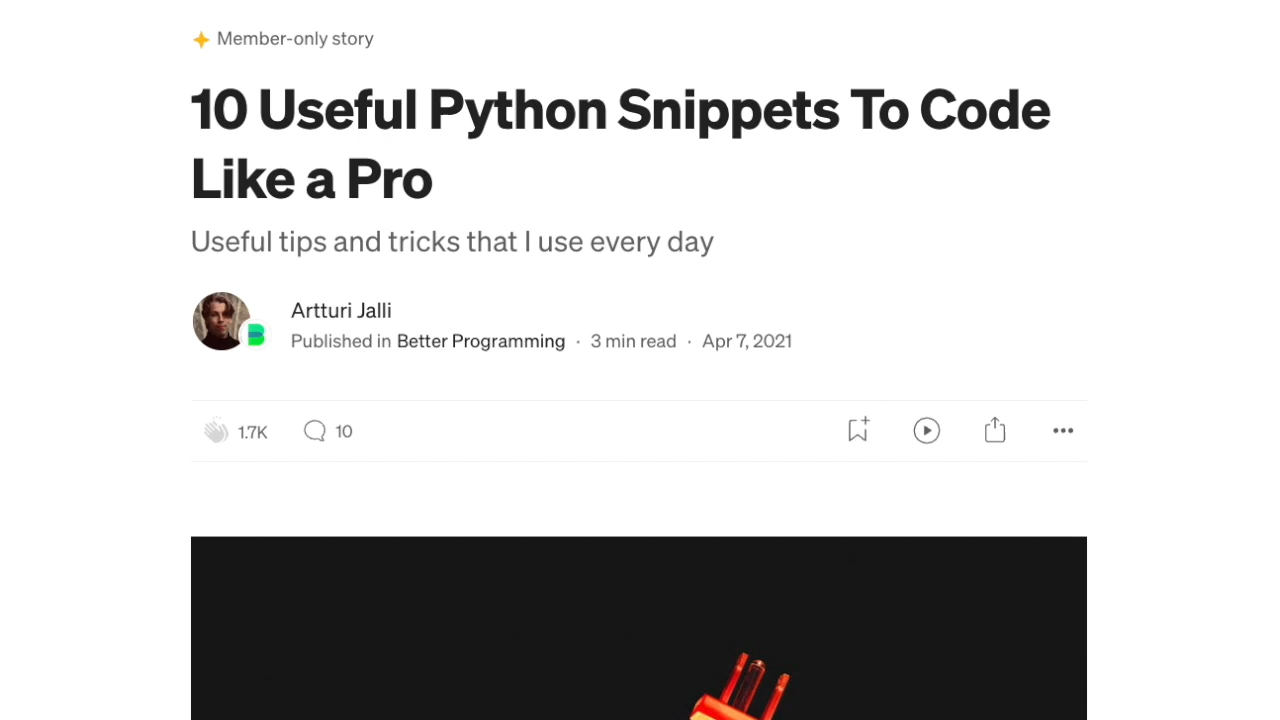 Member-only story
10 Useful Python Snippets To Code
Like a Pro
Useful tips and tricks that I use every day
Artturi Jalli
Published in Better Programming · 3 min read · Apr 7, 2021
1.7K 10